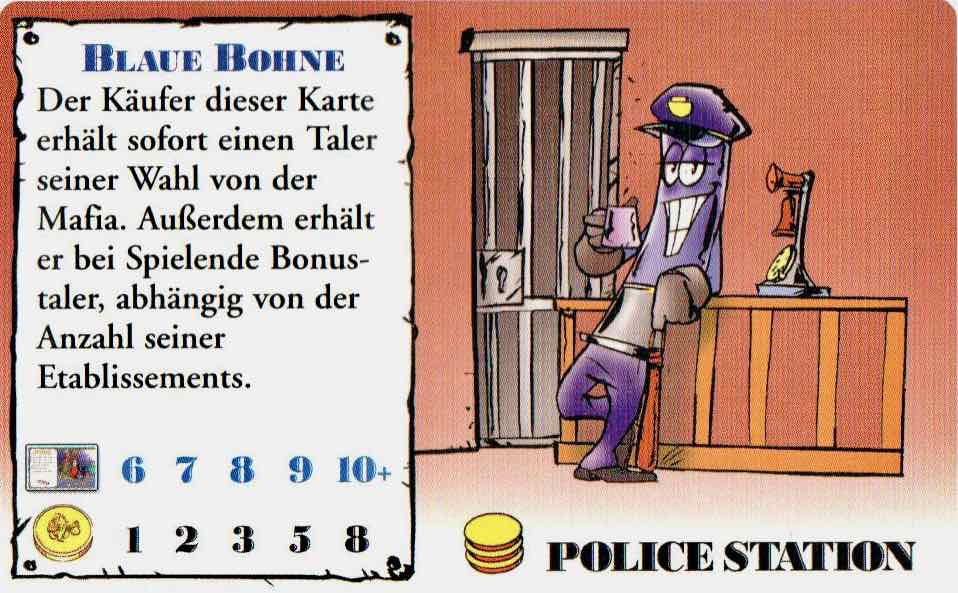 BLAUE BOHNE
Der Käufer dieser Karte
erhält sofort einen Taler
seiner Wahl von der
Mafia. Außerdem erhält
er bei Spielende Bonus-
taler, abhängig von der
Anzahl seiner
Etablissements.
6 7 8 9 10+
1 2 3 5 8
POLICE STATION